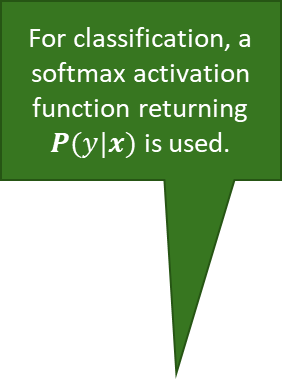 For classification, a
softmax activation
function returning
P(y|x) is used.